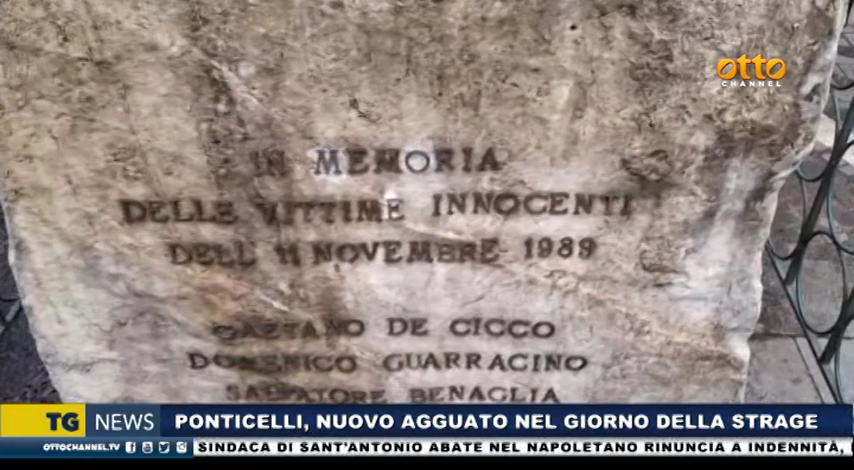 otto
CHANNEL
IN MEMORIA
DELLE VITTIME INNOCENTI
DELL' 11 NOVEMBRE 1989
GAETANO DE CICCO
DOMENICO GUARRACINO
SALVATORE BENAGLIA
TG NEWS PONTICELLI, NUOVO AGGUATO NEL GIORNO DELLA STRAGE
OTTOCHANNEL.TV SINDACA DI SANT'ANTONIO ABATE NEL NAPOLETANO RINUNCIA A INDENNITÀ,